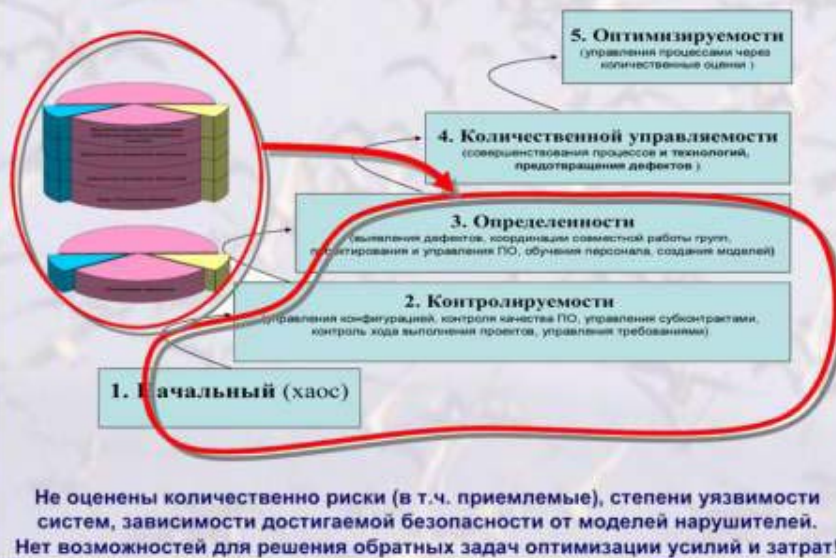 5. Оптимизируемости
(управления процессами через
количественные оценки )
4. Количественной управляемости
(совершенствования процессов и технологий,
предотвращения дефектов )
3. Определенности
(выявления дефектов, координации совместной работы групп,
проектирования и управления ПО, обучения персонала, создания моделей)
2. Контролируемости
(управления конфигурацией, контроля качества ПО, управления субконтрактами,
контроль хода выполнения проектов, управления требованиями)
1. Начальный (хаос)
Не оценены количественно риски (в т.ч. приемлемые), степени уязвимости
систем, зависимости достигаемой безопасности от моделей нарушителей.
Нет возможностей для решения обратных задач оптимизации усилий и затрат